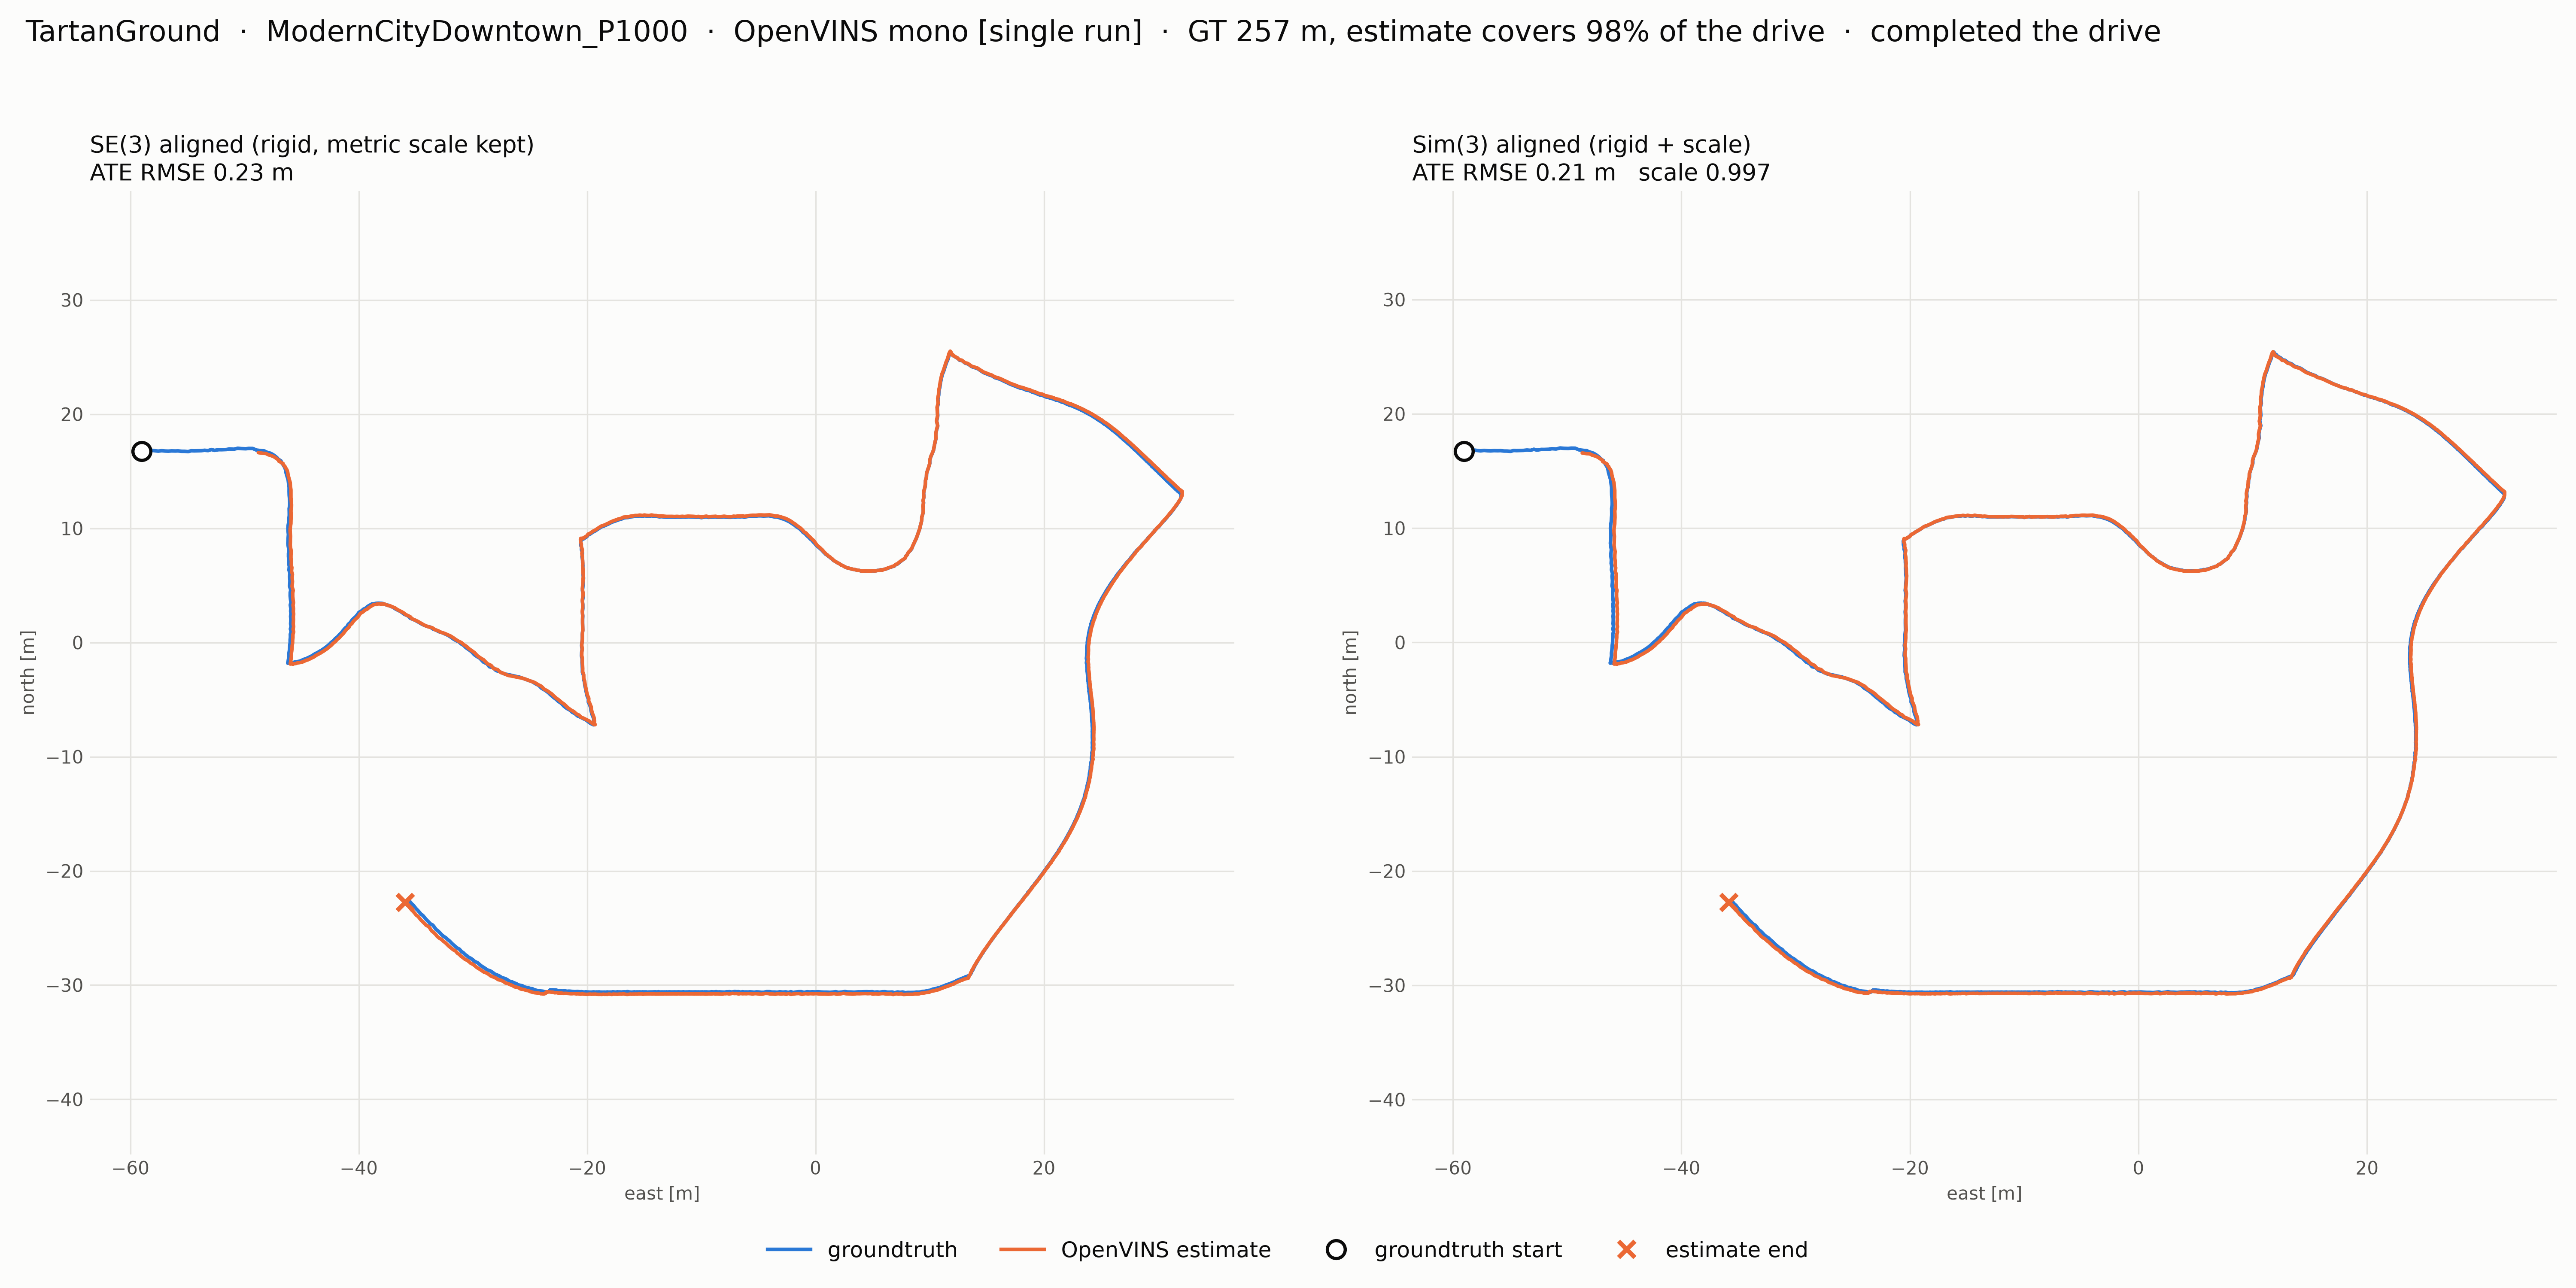 TartanGround · ModernCityDowntown_P1000 · OpenVINS mono [single run] · GT 257 m, estimate covers 98% of the drive · completed the drive
SE(3) aligned (rigid, metric scale kept)
ATE RMSE 0.23 m
30
20
10
0
−10
−20
−30
−40
north [m]
−60
−40
−20
0
20
east [m]
Sim(3) aligned (rigid + scale)
ATE RMSE 0.21 m scale 0.997
30
20
10
0
−10
−20
−30
−40
north [m]
−60
−40
−20
0
20
east [m]
groundtruth
OpenVINS estimate
groundtruth start
estimate end